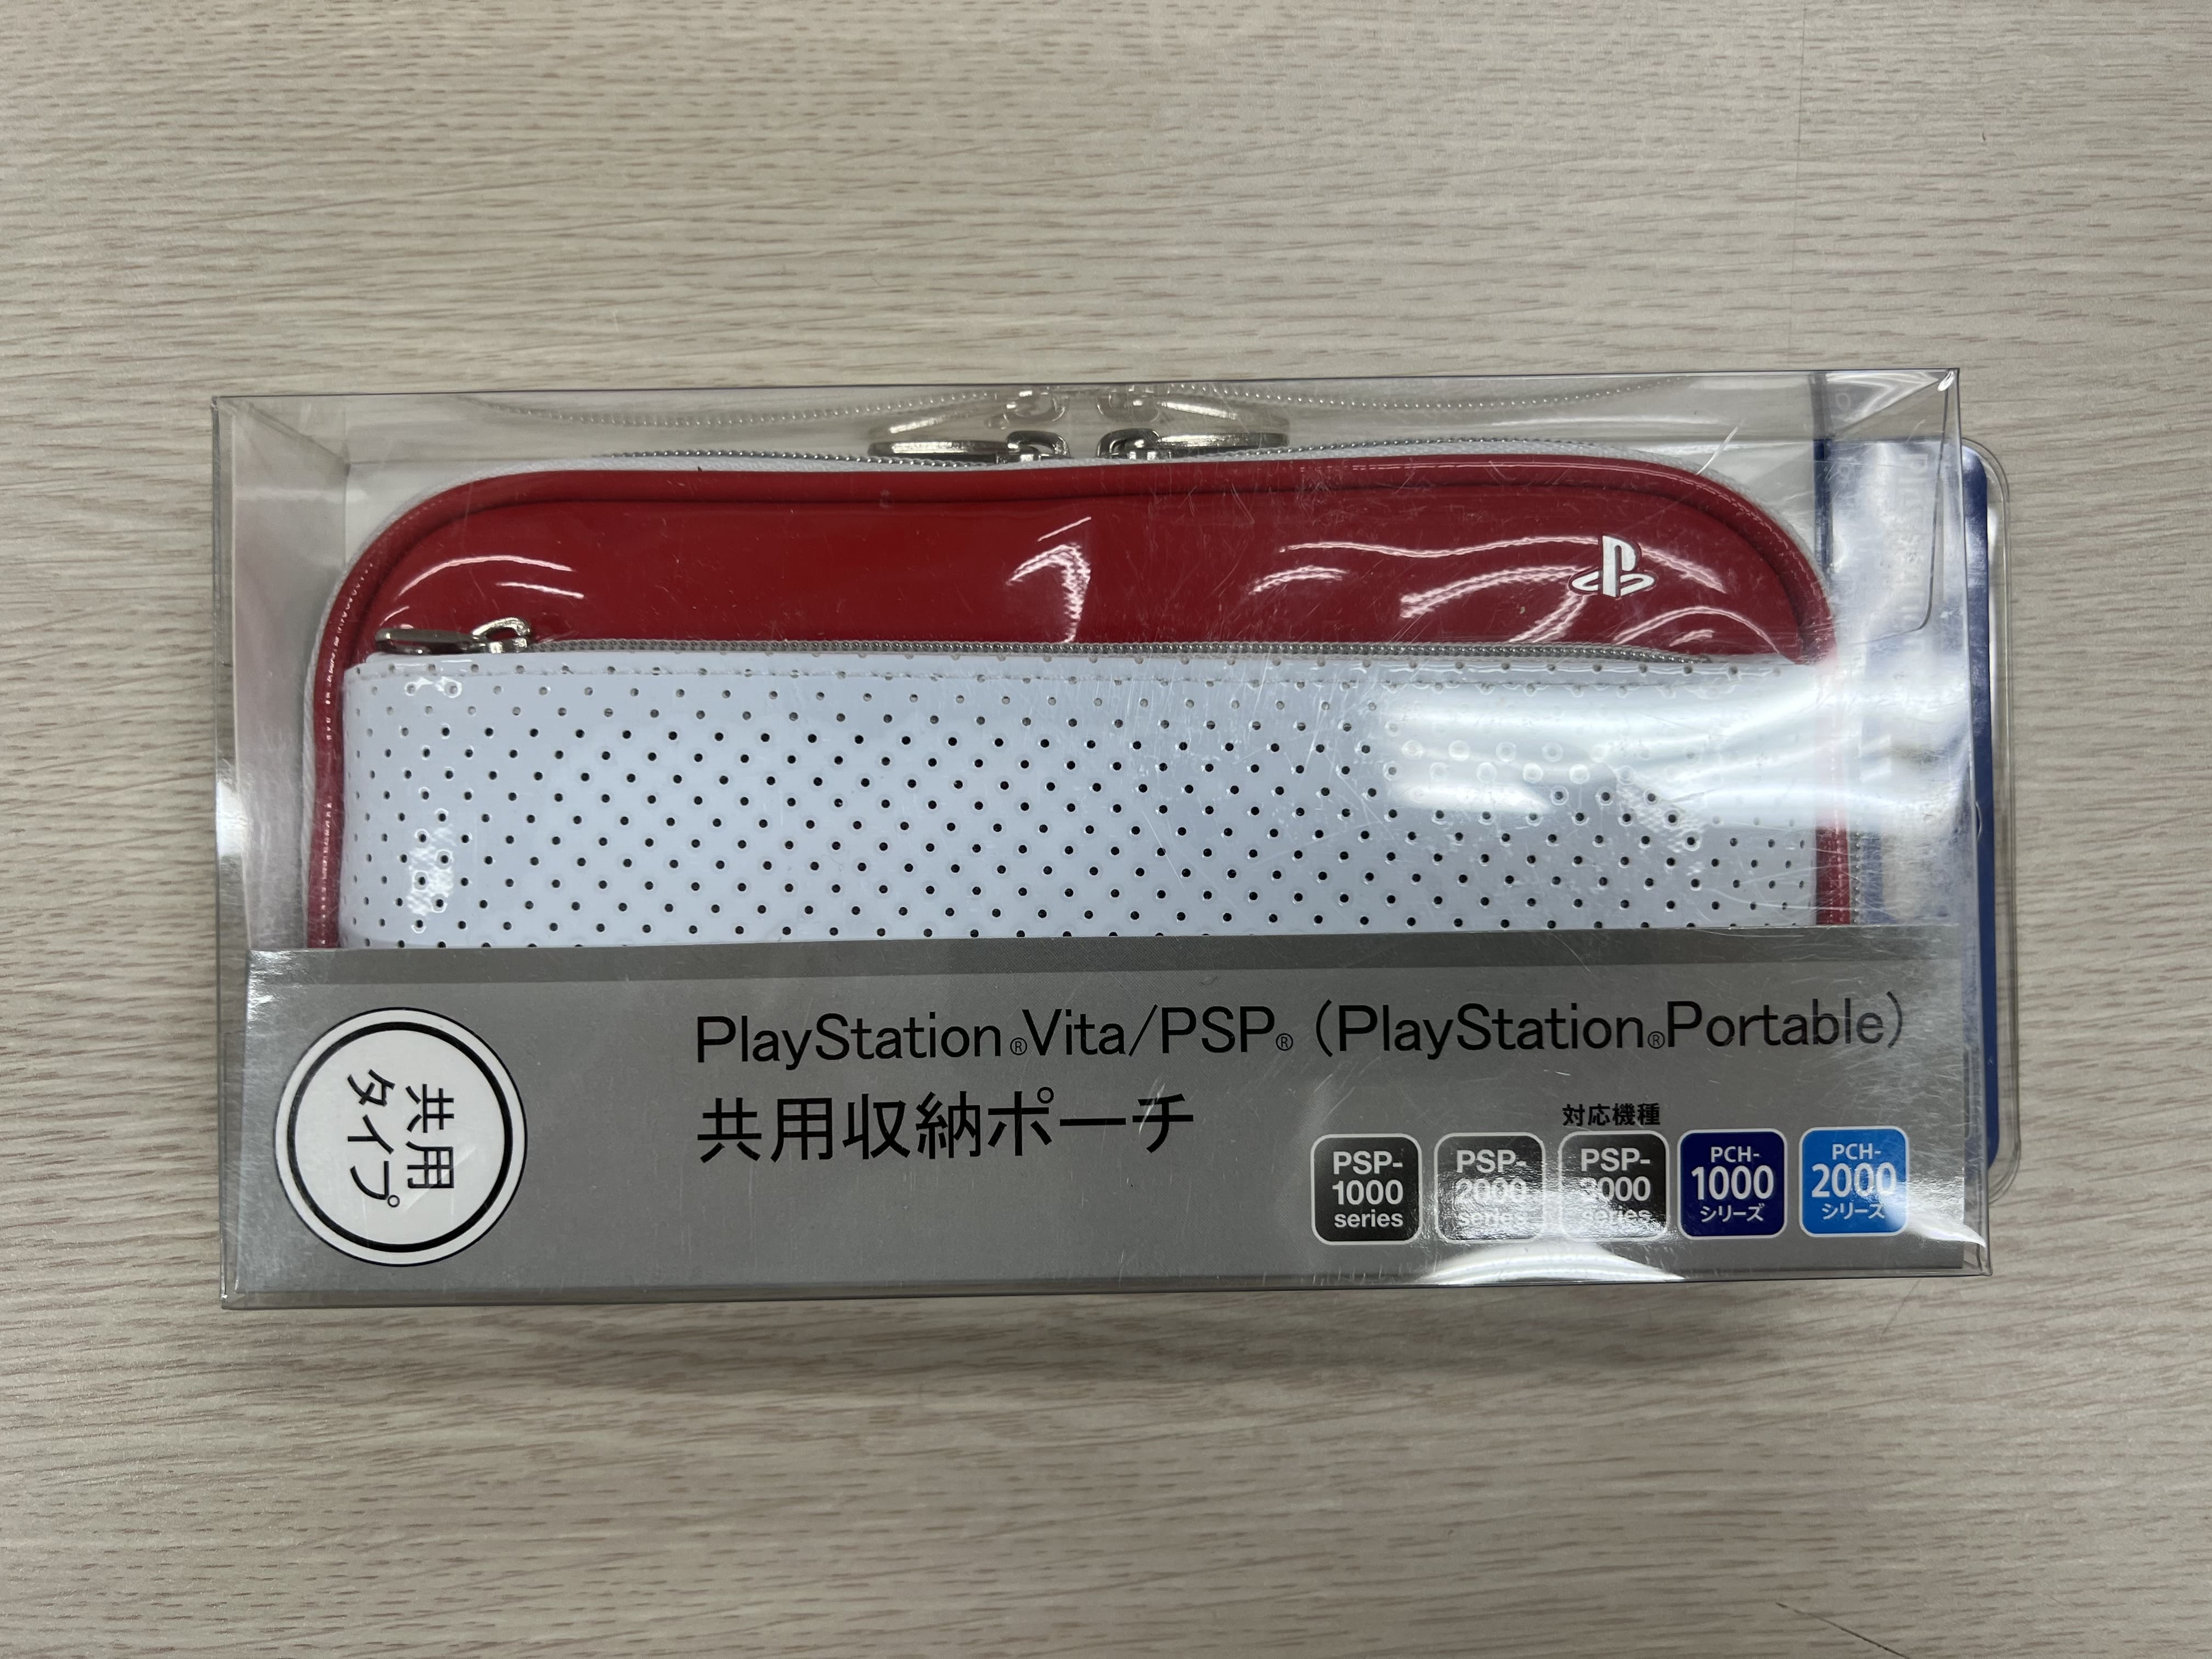 PlayStation®Vita/PSP®（PlayStation®Portable）
共用収納ポーチ
共用
タイプ
対応機種
PSP-
1000
series
PSP-
2000
series
PSP-
3000
series
PCH-
1000
シリーズ
PCH-
2000
シリーズ